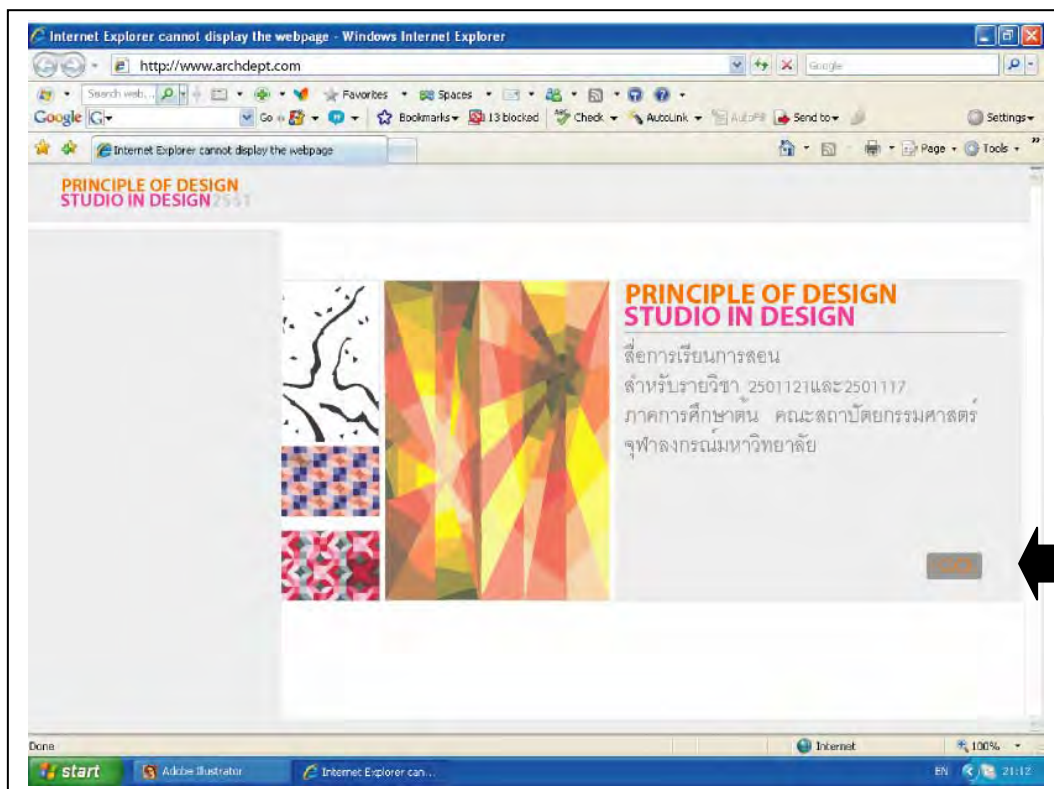 Internet Explorer cannot display the webpage - Windows Internet Explorer
http://www.archdept.com
Google
Search web...
Favorites
Spaces
Google
G
Go
Bookmarks
13 blocked
Check
AutoLink
AutoFill
Send to
Settings
Internet Explorer cannot display the webpage
Page
Tools
PRINCIPLE OF DESIGN
STUDIO IN DESIGN 2551
PRINCIPLE OF DESIGN
STUDIO IN DESIGN
สื่อการเรียนการสอน
สำหรับรายวิชา 2501121และ2501117
ภาคการศึกษาต้น คณะสถาปัตยกรรมศาสตร์
จุฬาลงกรณ์มหาวิทยาลัย
Done
Internet
100%
start
Adobe Illustrator
Internet Explorer can...
EN
21:12